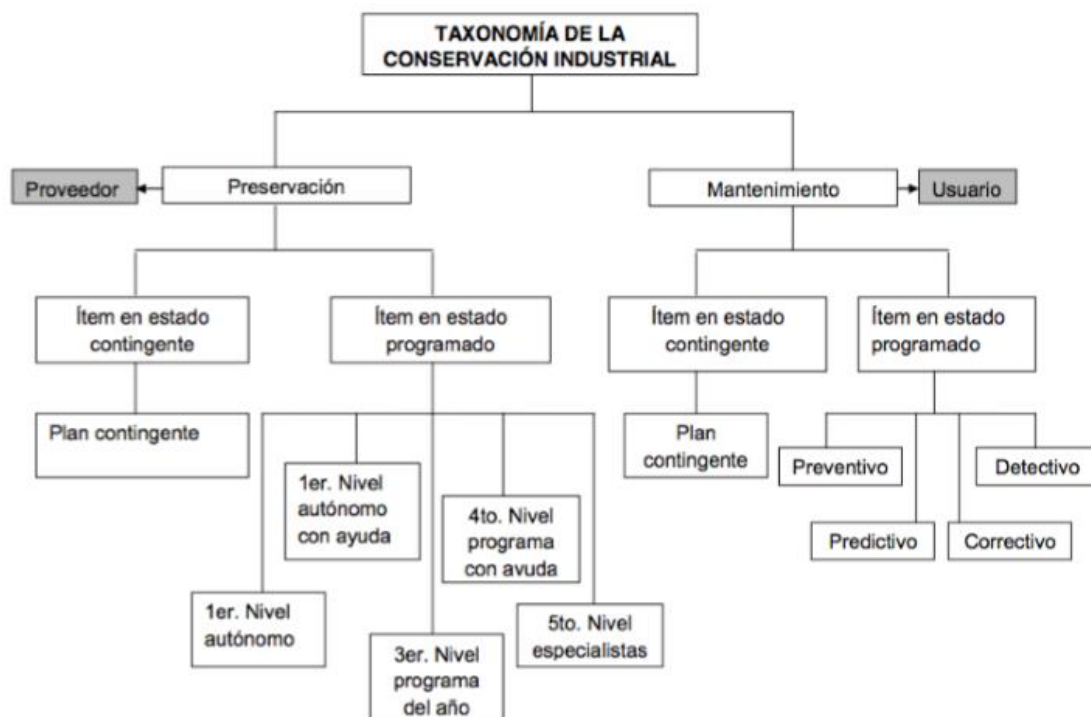 TAXONOMÍA DE LA
CONSERVACIÓN INDUSTRIAL
Proveedor
Preservación
Mantenimiento
Usuario
Ítem en estado
contingente
Ítem en estado
programado
Ítem en estado
contingente
Ítem en estado
programado
Plan contingente
Plan
contingente
Preventivo
Detectivo
Predictivo
Correctivo
1er. Nivel
autónomo
con ayuda
4to. Nivel
programa
con avuda
1er. Nivel
autónomo
3er. Nivel
programa
del año
5to. Nivel
especialistas